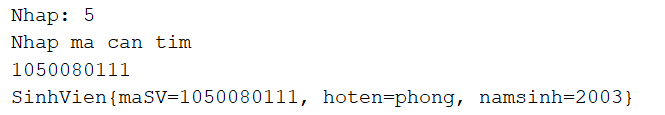 Nhap: 5
Nhap ma can tim
1050080111
SinhVien{maSV=1050080111, hoten=phong, namsinh=2003}